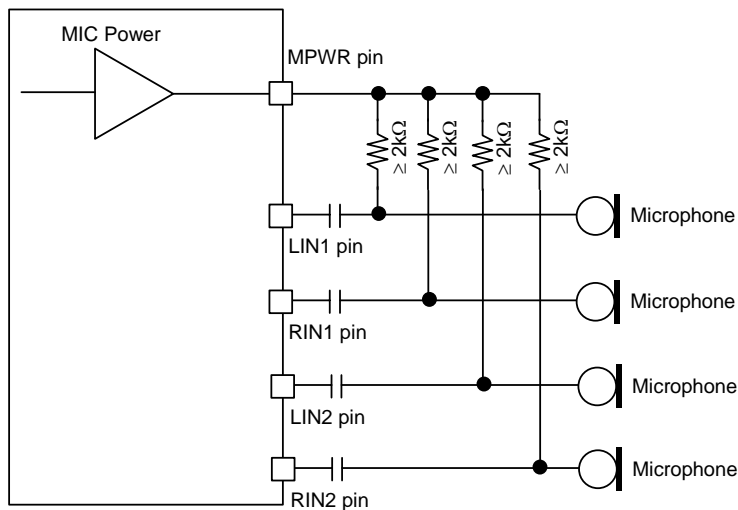 MIC Power
MPWR pin
≥ 2kΩ
≥ 2kΩ
≥ 2kΩ
≥ 2kΩ
Microphone
LIN1 pin
Microphone
RIN1 pin
Microphone
LIN2 pin
Microphone
RIN2 pin